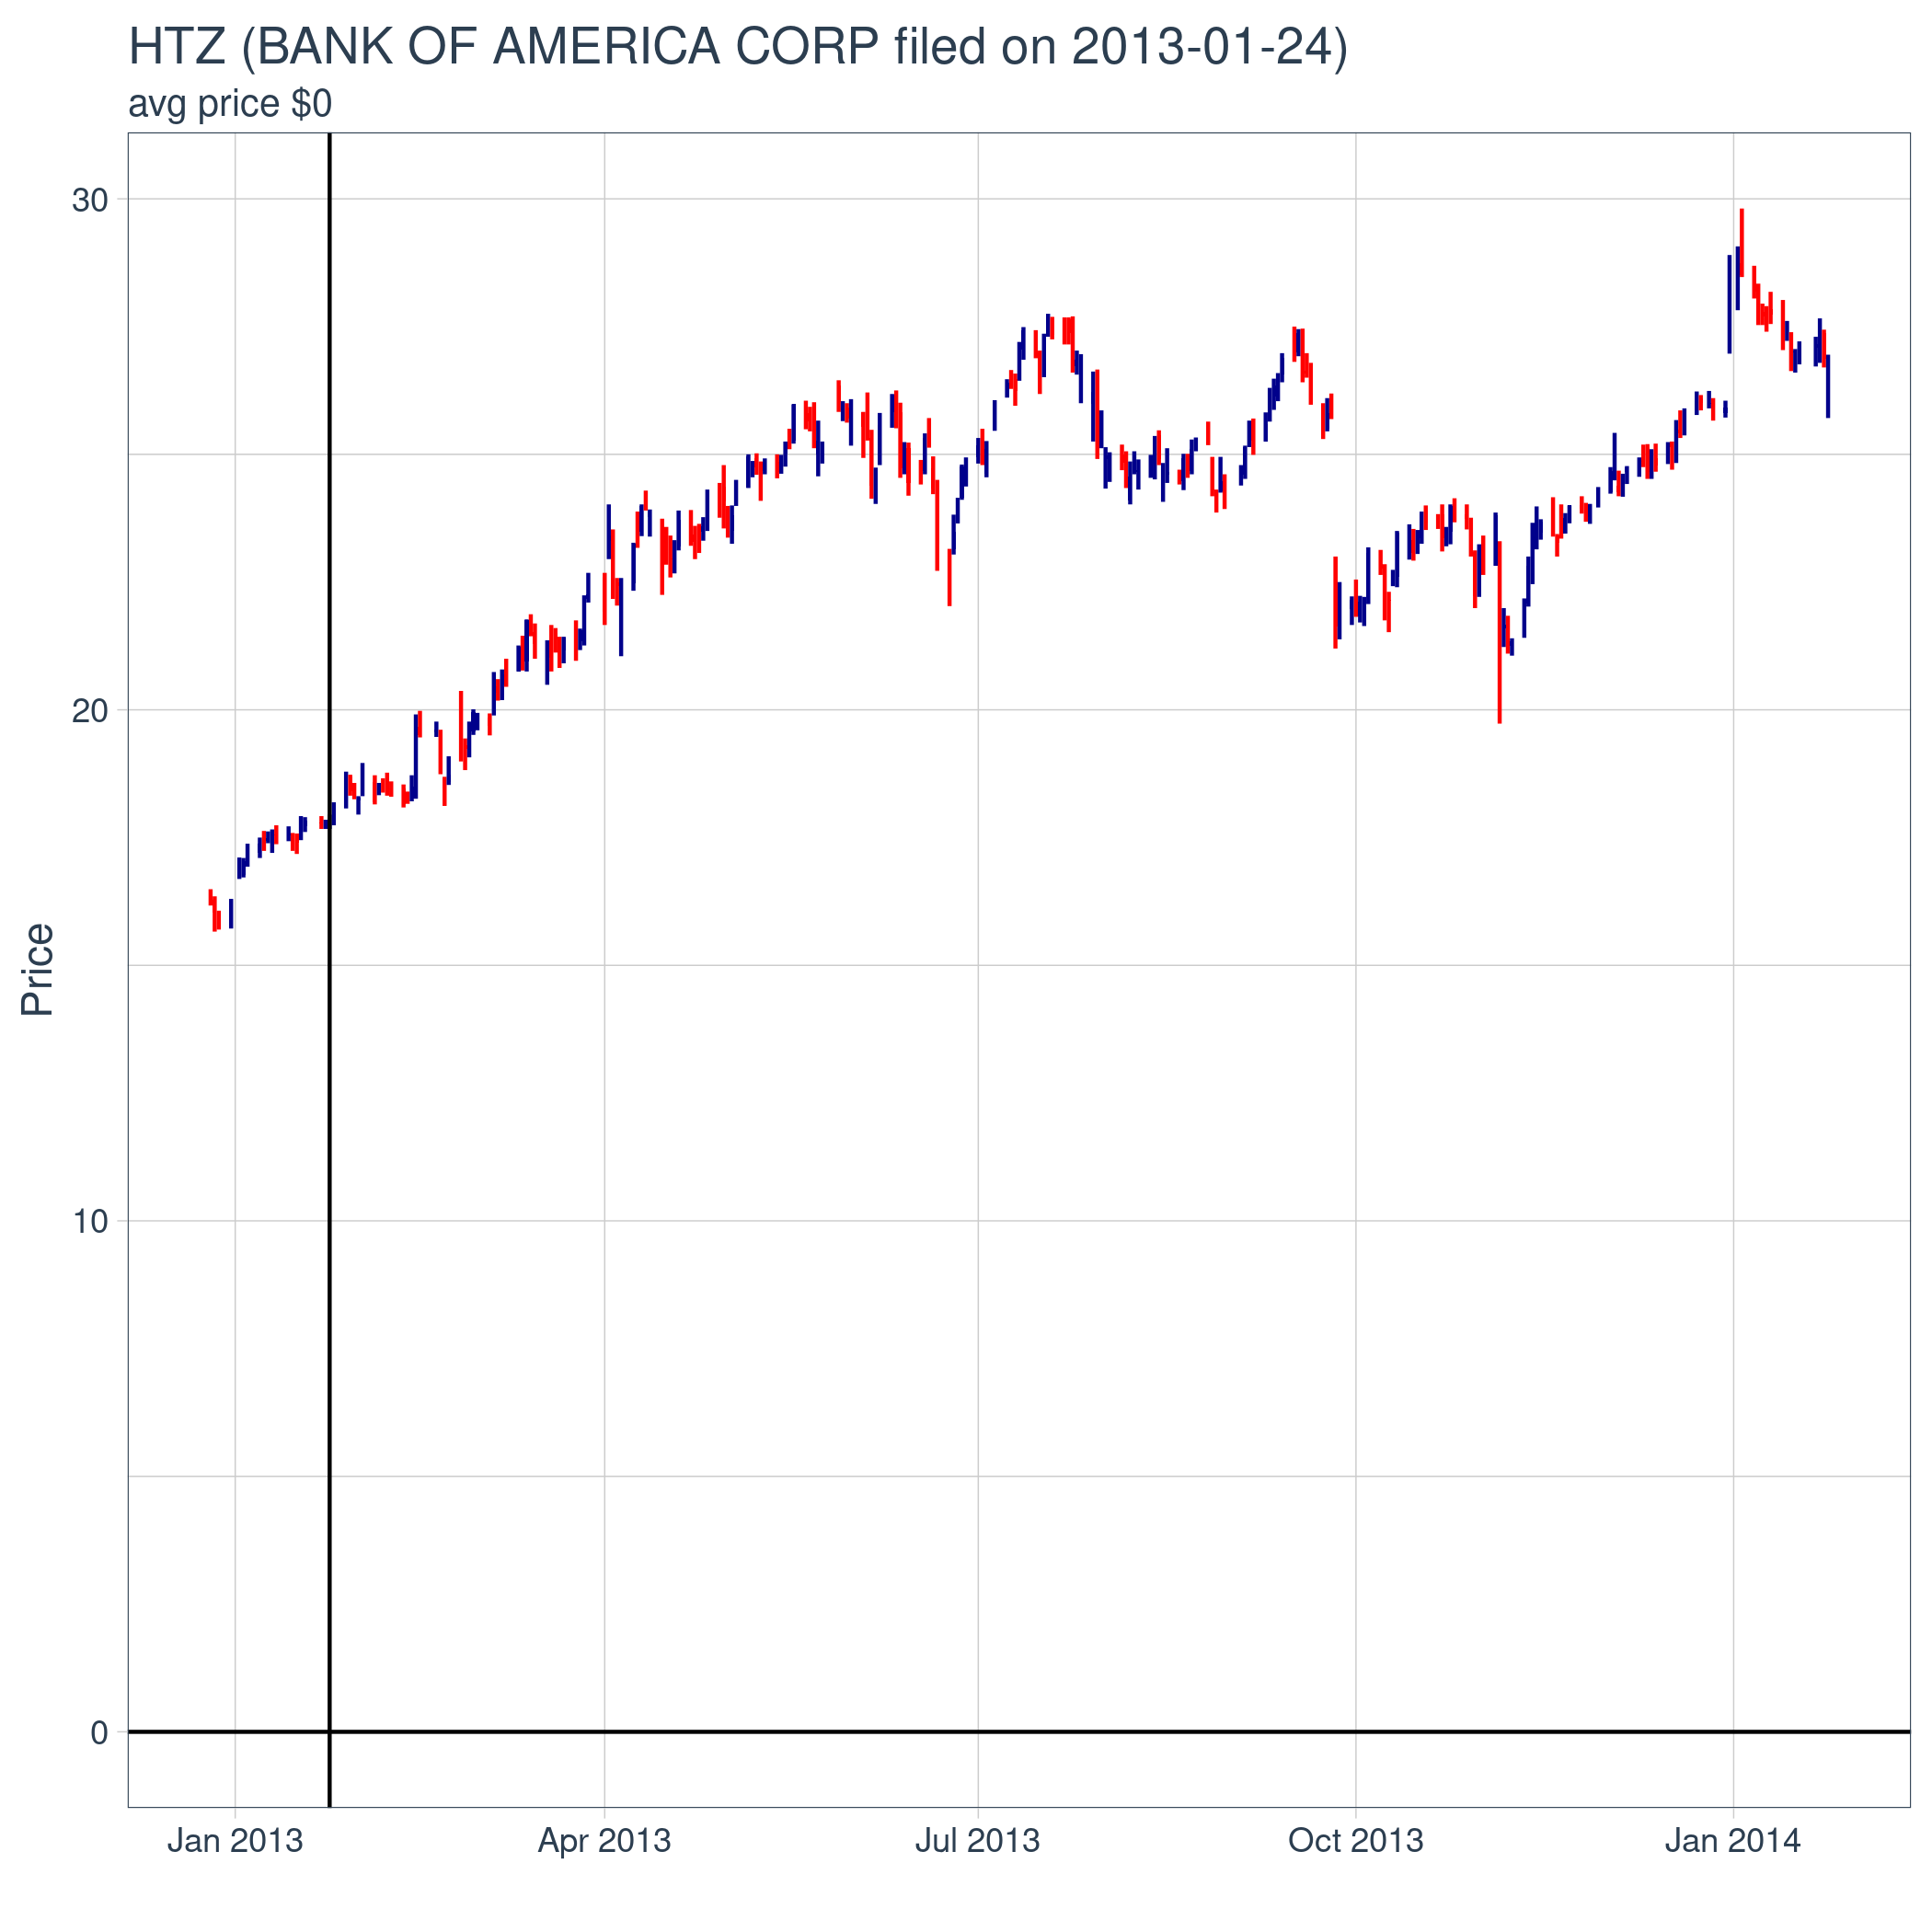 HTZ (BANK OF AMERICA CORP filed on 2013-01-24)
avg price $0
30
20
10
0
Price
Jan 2013 Apr 2013 Jul 2013 Oct 2013 Jan 2014